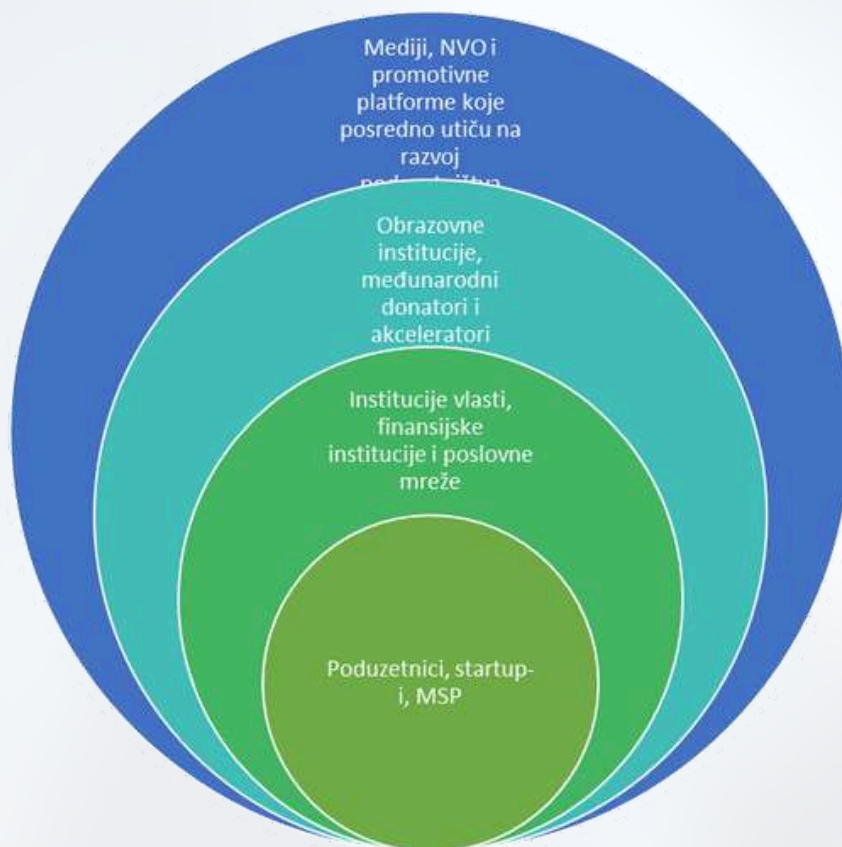 Mediji, NVO i
promotivne
platforme koje
posredno utiču na
razvoj
Obrazovne
institucije,
međunarodni
donatori i
akceleratori
Institucije vlasti,
finansijske
institucije i poslovne
mreže
Poduzetnici, startup-
i, MSP